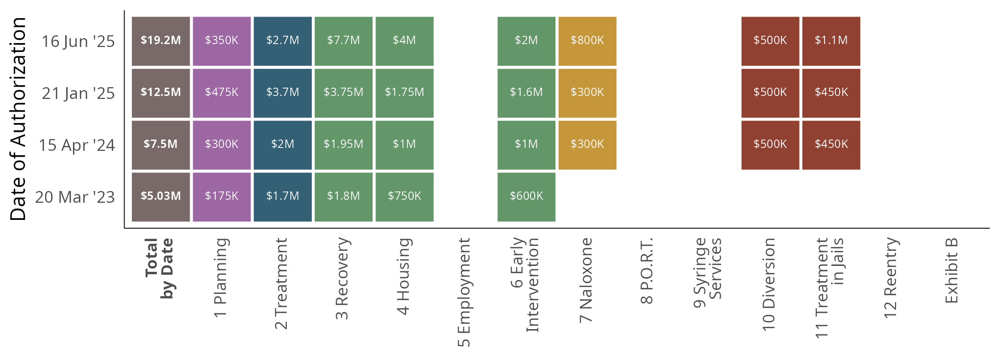 Date of Authorization
16 Jun '25
$19.2M $350K $2.7M $7.7M $4M $2M $800K $500K $1.1M
21 Jan '25
$12.5M $475K $3.7M $3.75M $1.75M $1.6M $300K $500K $450K
15 Apr '24
$7.5M $300K $2M $1.95M $1M $1M $300K $500K $450K
20 Mar '23
$5.03M $175K $1.7M $1.8M $750K $600K
Total
by Date
1 Planning
2 Treatment
3 Recovery
4 Housing
5 Employment
6 Early
Intervention
7 Naloxone
8 P.O.R.T.
9 Syringe
Services
10 Diversion
11 Treatment
in Jails
12 Reentry
Exhibit B